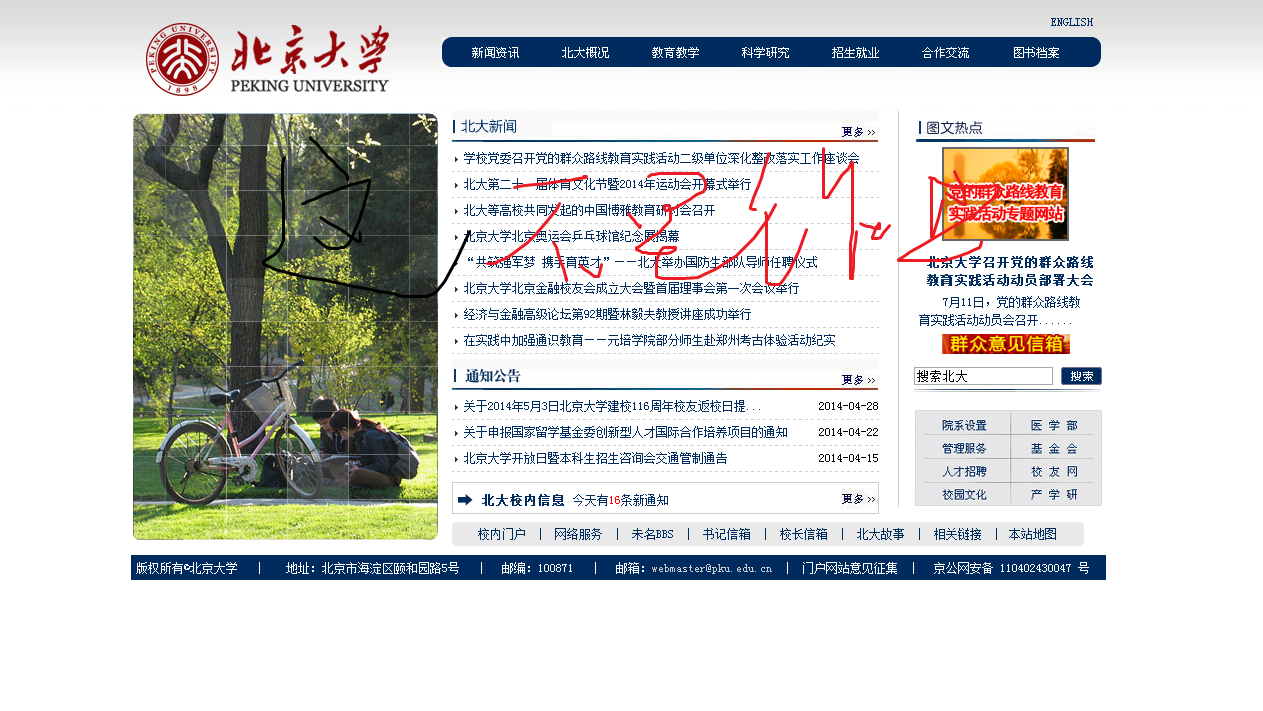 ENGLISH
北京大学
PEKING UNIVERSITY
PEKING UNIVERSITY
1898
新闻资讯 北大概况 教育教学 科学研究 招生就业 合作交流 图书档案
北大新闻
更多 >>
学校党委召开党的群众路线教育实践活动二级单位深化整改落实工作座谈会
北大第二十一届体育文化节暨2014年运动会开幕式举行
北大等高校共同发起的中国博雅教育研讨会召开
北京大学北京奥运会乒乓球馆纪念展揭幕
“共筑强军梦 携手育英才”－－北大举办国防生部队导师任聘仪式
北京大学北京金融校友会成立大会暨首届理事会第一次会议举行
经济与金融高级论坛第92期暨林毅夫教授讲座成功举行
在实践中加强通识教育－－元培学院部分师生赴郑州考古体验活动纪实
通知公告
更多 >>
关于2014年5月3日北京大学建校116周年校友返校日提... 2014-04-28
关于申报国家留学基金委创新型人才国际合作培养项目的通知 2014-04-22
北京大学开放日暨本科生招生咨询会交通管制通告 2014-04-15
北大校内信息 今天有16条新通知 更多 >>
图文热点
党的群众路线教育
实践活动专题网站
北京大学召开党的群众路线
教育实践活动动员部署大会
7月11日，党的群众路线教
育实践活动动员会召开......
群众意见信箱
搜索北大 搜索
院系设置 医 学 部
管理服务 基 金 会
人才招聘 校 友 网
校园文化 产 学 研
校内门户 | 网络服务 | 未名BBS | 书记信箱 | 校长信箱 | 北大故事 | 相关链接 | 本站地图
版权所有©北京大学 | 地址：北京市海淀区颐和园路5号 | 邮编：100871 | 邮箱：webmaster@pku.edu.cn | 门户网站意见征集 | 京公网安备 110402430047 号